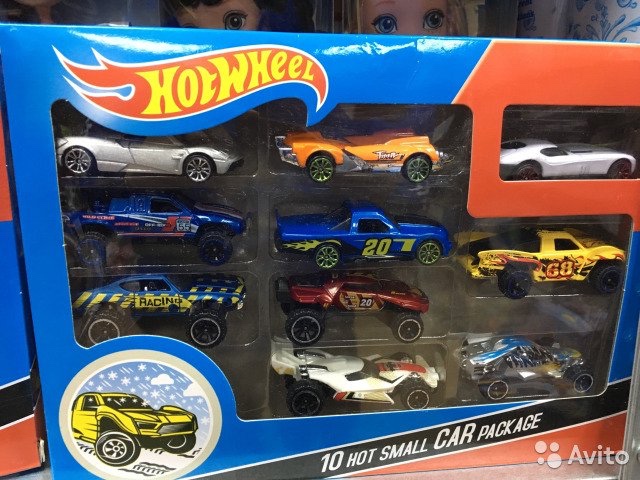 HOTWHEEL
20
68
RACING
20
10 HOT SMALL CAR PACKAGE
Avito